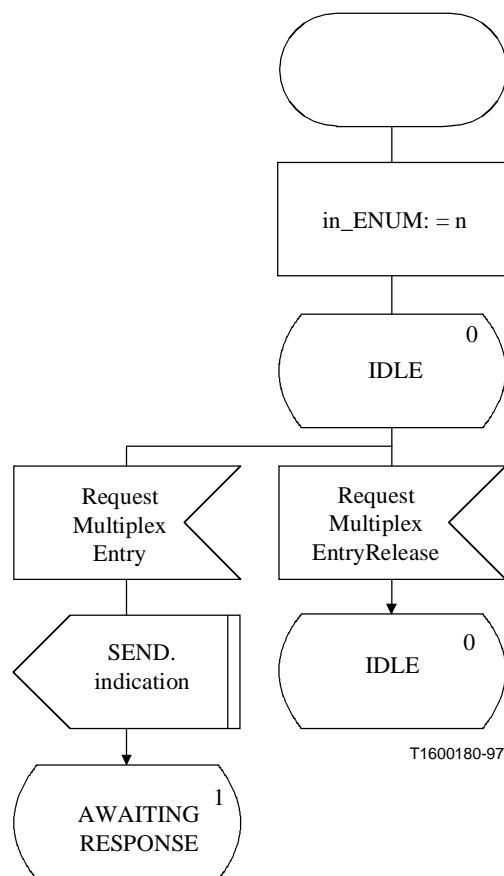 in_ENUM: = n
0
IDLE
Request
Multiplex
Entry
Request
Multiplex
EntryRelease
SEND.
indication
0
IDLE
T1600180-97
1
AWAITING
RESPONSE